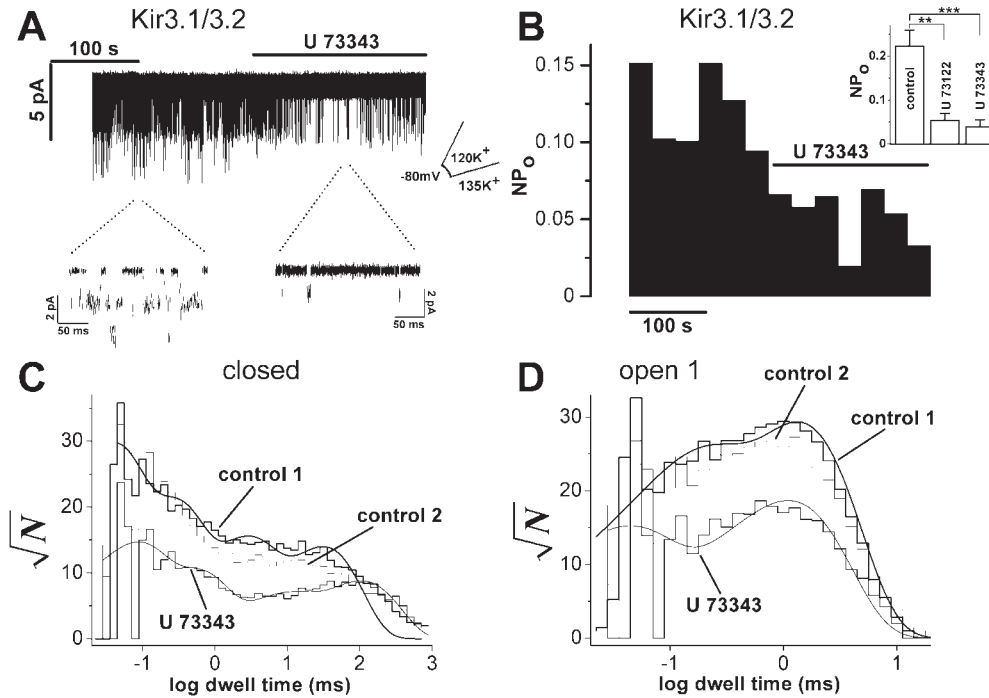 A
Kir3.1/3.2
100 s
U 73343
5 pA
-80mV
120K+
135K+
2 pA
50 ms
2 pA
50 ms
B
Kir3.1/3.2
NPo
0.15
0.10
0.05
0
U 73343
100 s
NPo
0.2
0.1
0
**
***
control
U 73122
U 73343
C
closed
√N
30
20
10
0
control 1
control 2
U 73343
-1
0
1
2
3
log dwell time (ms)
D
open 1
√N
30
20
10
0
control 2
control 1
U 73343
-1
0
1
log dwell time (ms)